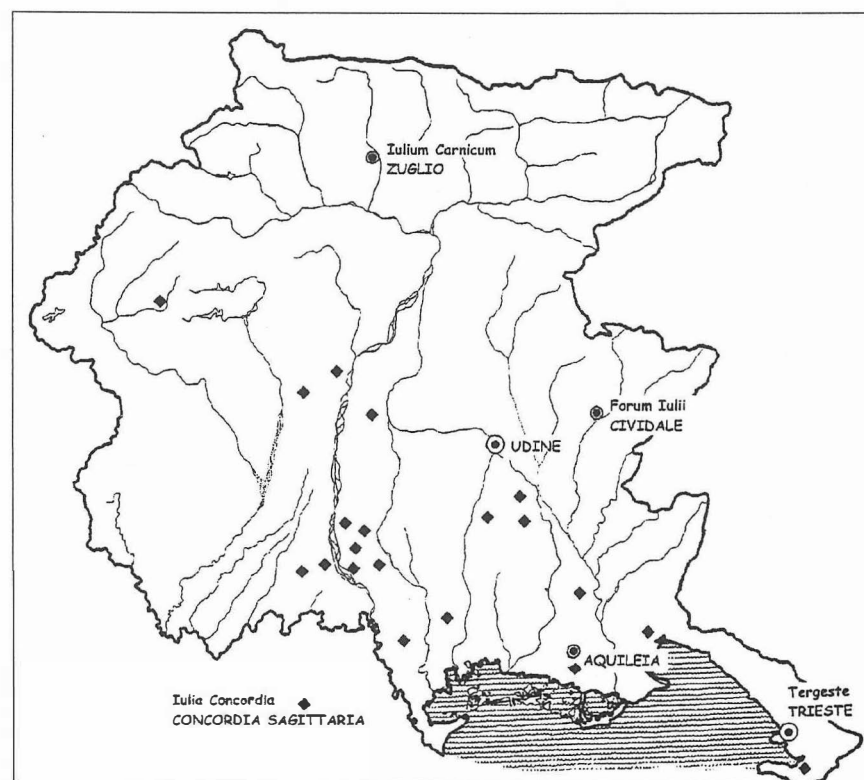 Iulium Carnicum
ZUGLIO
Forum Iulii
CIVIDALE
UDINE
AQUILEIA
Iulia Concordia
CONCORDIA SAGITTARIA
Tergeste
TRIESTE